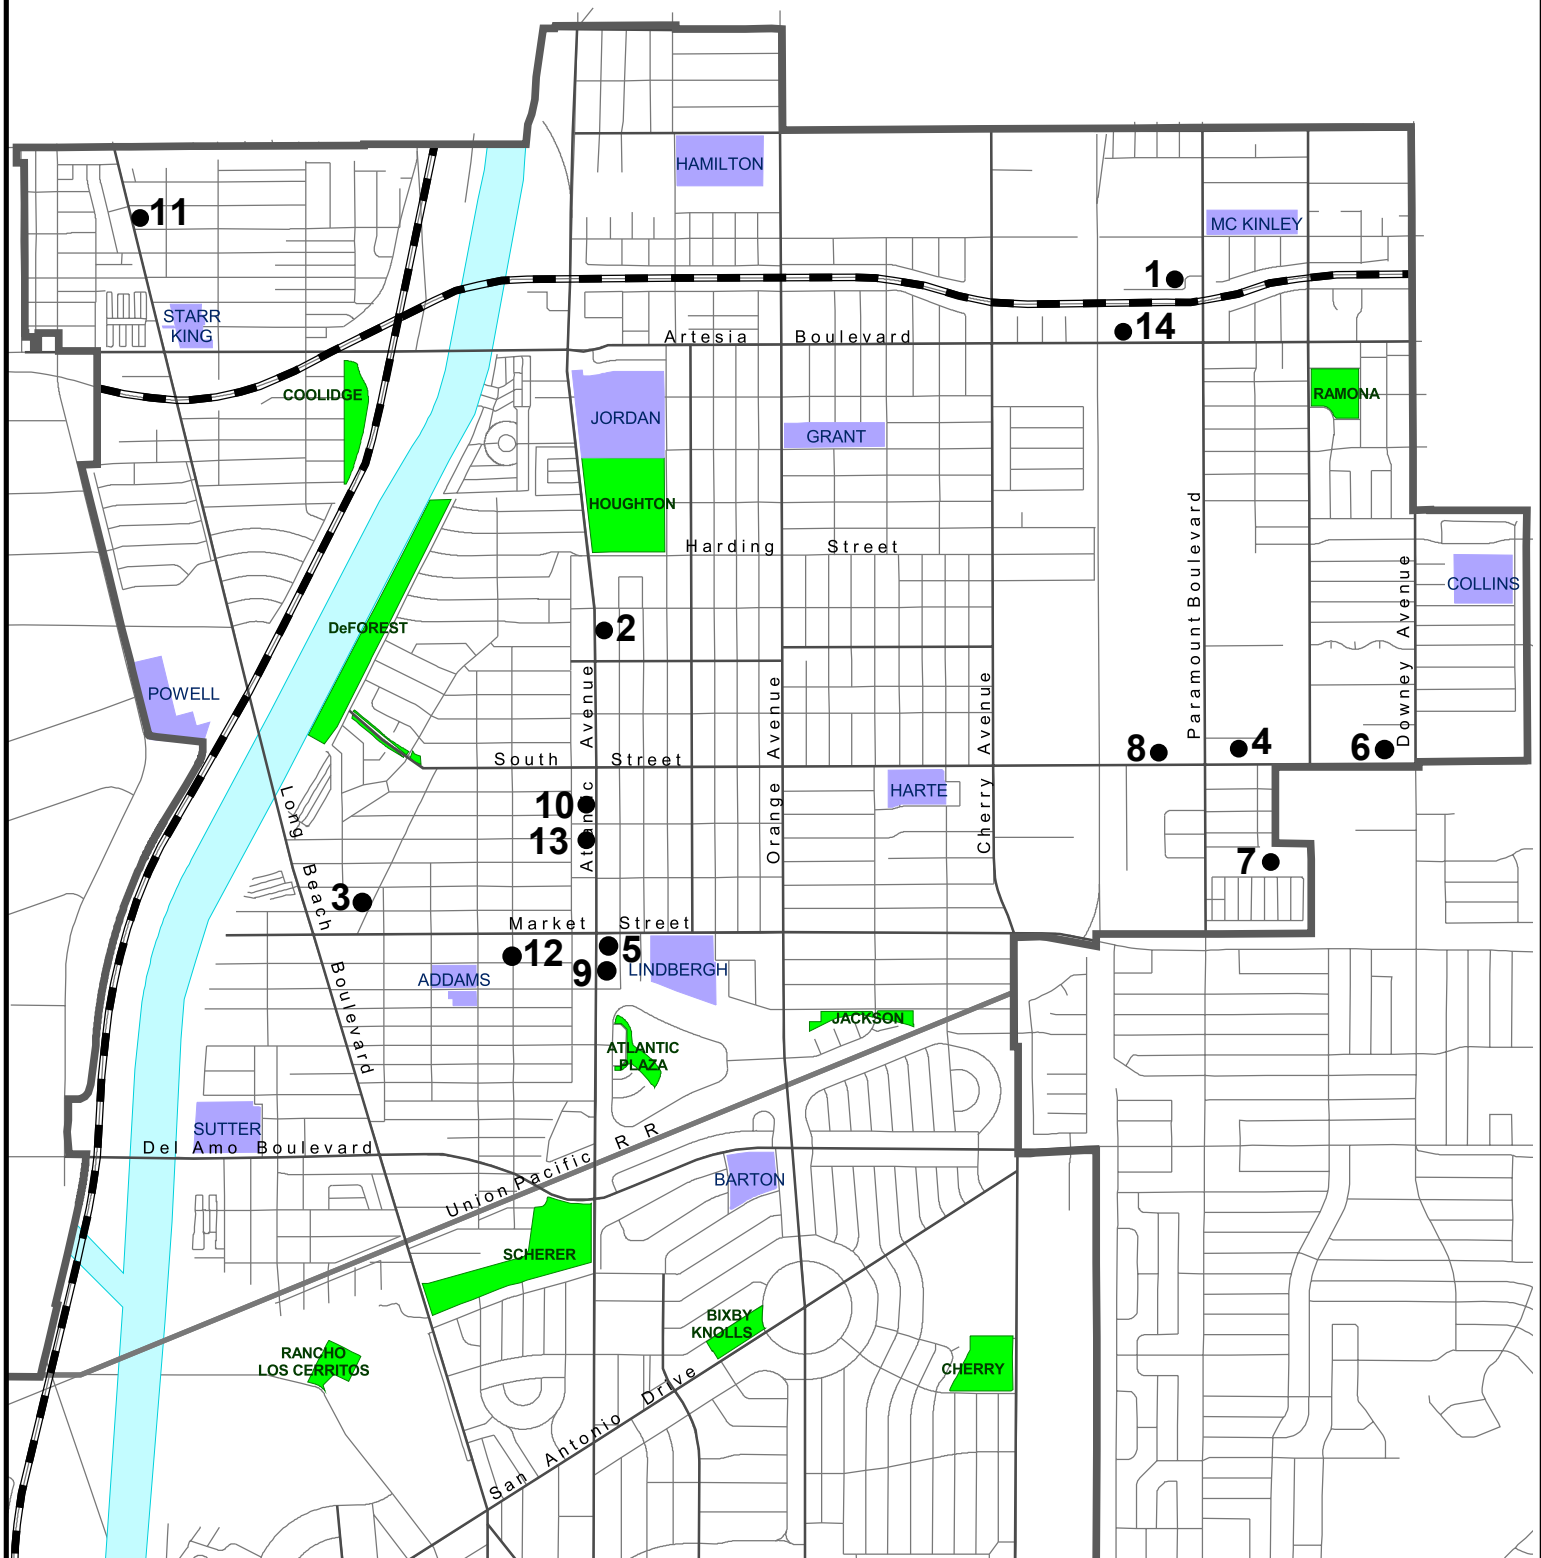 HAMILTON
11
MC KINLEY
1
STARR
KING
14
Artesia Boulevard
COOLIDGE
RAMONA
JORDAN
GRANT
HOUGHTON
Harding Street
Paramount Boulevard
Downey Avenue
COLLINS
DeFOREST
2
POWELL
Atlantic Avenue
Orange Avenue
Cherry Avenue
8
4
6
South Street
HARTE
10
13
Long Beach Boulevard
7
3
Market Street
5
12
9
LINDBERGH
ADDAMS
JACKSON
ATLANTIC
PLAZA
SUTTER
Del Amo Boulevard
Union Pacific RR
BARTON
SCHERER
BIXBY
KNOLLS
RANCHO
LOS CERRITOS
CHERRY
San Antonio Drive